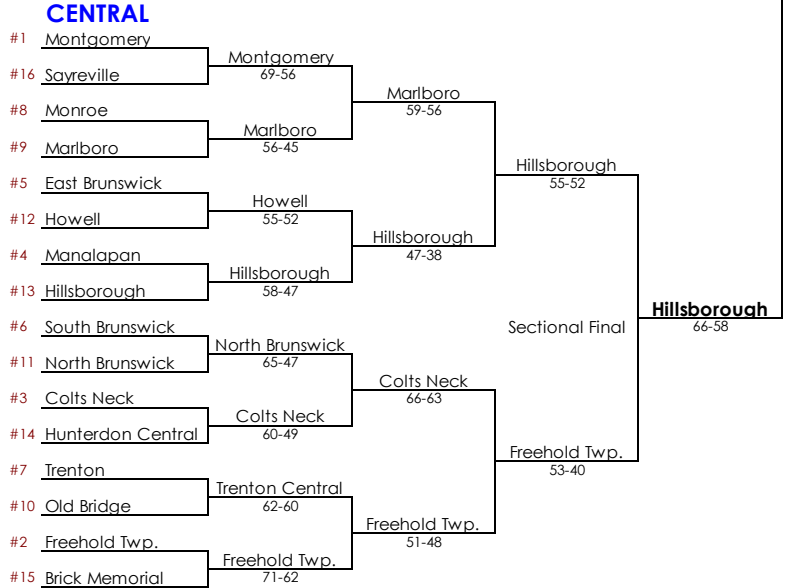 CENTRAL
#1 Montgomery
Montgomery
69-56
#16 Sayreville
Marlboro
59-56
#8 Monroe
Marlboro
56-45
#9 Marlboro
Hillsborough
55-52
#5 East Brunswick
Howell
55-52
#12 Howell
Hillsborough
47-38
#4 Manalapan
Hillsborough
58-47
#13 Hillsborough
Hillsborough
66-58
Sectional Final
#6 South Brunswick
North Brunswick
65-47
#11 North Brunswick
Colts Neck
66-63
#3 Colts Neck
Colts Neck
60-49
#14 Hunterdon Central
Freehold Twp.
53-40
#7 Trenton
Trenton Central
62-60
#10 Old Bridge
Freehold Twp.
51-48
#2 Freehold Twp.
Freehold Twp.
71-62
#15 Brick Memorial